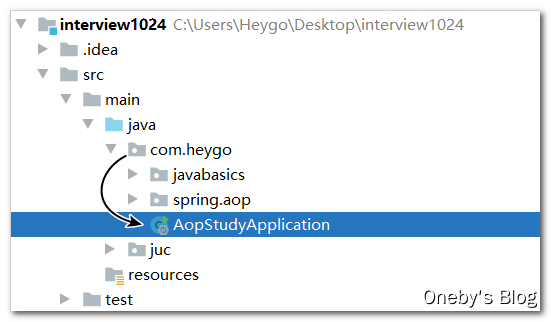 interview1024 C:\Users\Heygo\Desktop\interview1024
.idea
src
main
java
com.heygo
javabasics
spring.aop
AopStudyApplication
juc
resources
test
Oneby's Blog